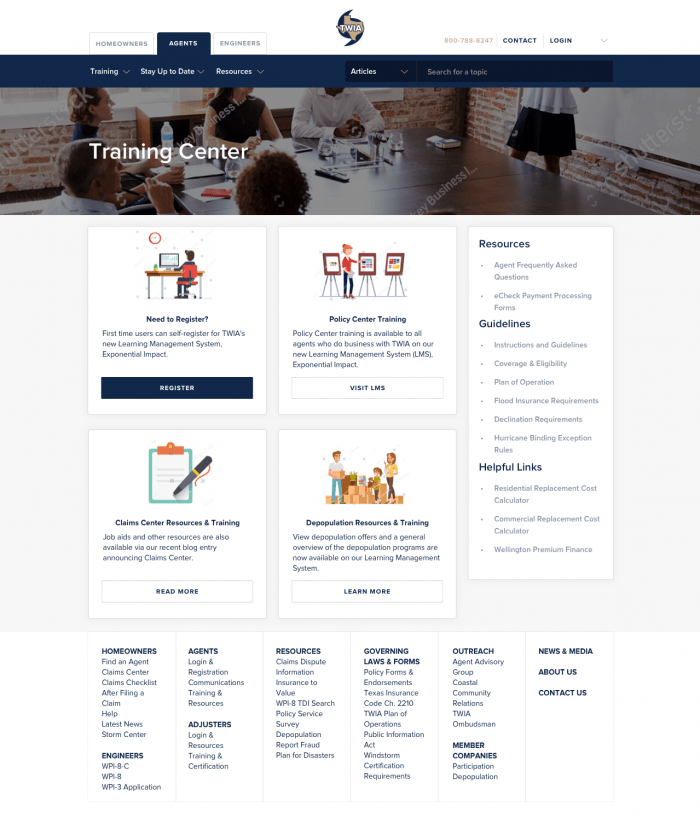 TWIA
HOMEOWNERS
AGENTS
ENGINEERS
800-788-8247
CONTACT
LOGIN
Training
Stay Up to Date
Resources
Articles
Search for a topic
Training Center
Need to Register?
First time users can self-register for TWIA's
new Learning Management System,
Exponential Impact.
REGISTER
Policy Center Training
Policy Center training is available to all
agents who do business with TWIA on our
new Learning Management System (LMS),
Exponential Impact.
VISIT LMS
Claims Center Resources & Training
Job aids and other resources are also
available via our recent blog entry
announcing Claims Center.
READ MORE
Depopulation Resources & Training
View depopulation offers and a general
overview of the depopulation programs are
now available on our Learning Management
System.
LEARN MORE
Resources
• Agent Frequently Asked
Questions
• eCheck Payment Processing
Forms
Guidelines
• Instructions and Guidelines
• Coverage & Eligibility
• Plan of Operation
• Flood Insurance Requirements
• Declination Requirements
• Hurricane Binding Exception
Rules
Helpful Links
• Residential Replacement Cost
Calculator
• Commercial Replacement Cost
Calculator
• Wellington Premium Finance
HOMEOWNERS
Find an Agent
Claims Center
Claims Checklist
After Filing a
Claim
Help
Latest News
Storm Center
ENGINEERS
WPI-8-C
WPI-8
WPI-3 Application
AGENTS
Login &
Registration
Communications
Training &
Resources
ADJUSTERS
Login &
Resources
Training &
Certification
RESOURCES
Claims Dispute
Information
Insurance to
Value
WPI-8 TDI Search
Policy Service
Survey
Depopulation
Report Fraud
Plan for Disasters
GOVERNING
LAWS & FORMS
Policy Forms &
Endorsements
Texas Insurance
Code Ch. 2210
TWIA Plan of
Operations
Public Information
Act
Windstorm
Certification
Requirements
OUTREACH
Agent Advisory
Group
Coastal
Community
Relations
TWIA
Ombudsman
MEMBER
COMPANIES
Participation
Depopulation
NEWS & MEDIA
ABOUT US
CONTACT US